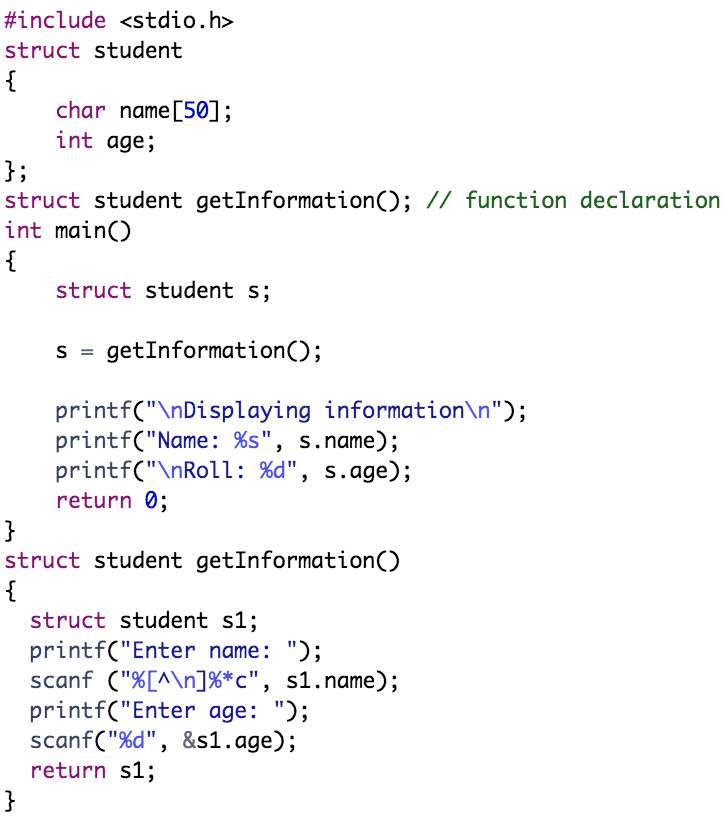 #include <stdio.h>
struct student
{
    char name[50];
    int age;
};
struct student getInformation(); // function declaration
int main()
{
    struct student s;

    s = getInformation();

    printf("\nDisplaying information\n");
    printf("Name: %s", s.name);
    printf("\nRoll: %d", s.age);
    return 0;
}
struct student getInformation()
{
  struct student s1;
  printf("Enter name: ");
  scanf ("%[^\n]%*c", s1.name);
  printf("Enter age: ");
  scanf("%d", &s1.age);
  return s1;
}